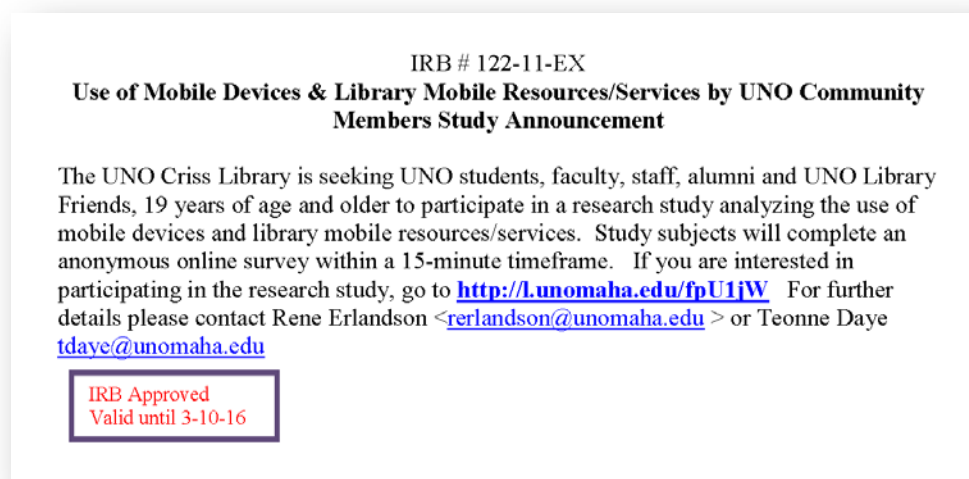 IRB # 122-11-EX
Use of Mobile Devices & Library Mobile Resources/Services by UNO Community
Members Study Announcement
The UNO Criss Library is seeking UNO students, faculty, staff, alumni and UNO Library
Friends, 19 years of age and older to participate in a research study analyzing the use of
mobile devices and library mobile resources/services.  Study subjects will complete an
anonymous online survey within a 15-minute timeframe.   If you are interested in
participating in the research study, go to http://l.unomaha.edu/fpU1jW   For further
details please contact Rene Erlandson <rerlandson@unomaha.edu > or Teonne Daye
tdaye@unomaha.edu
IRB Approved
Valid until 3-10-16